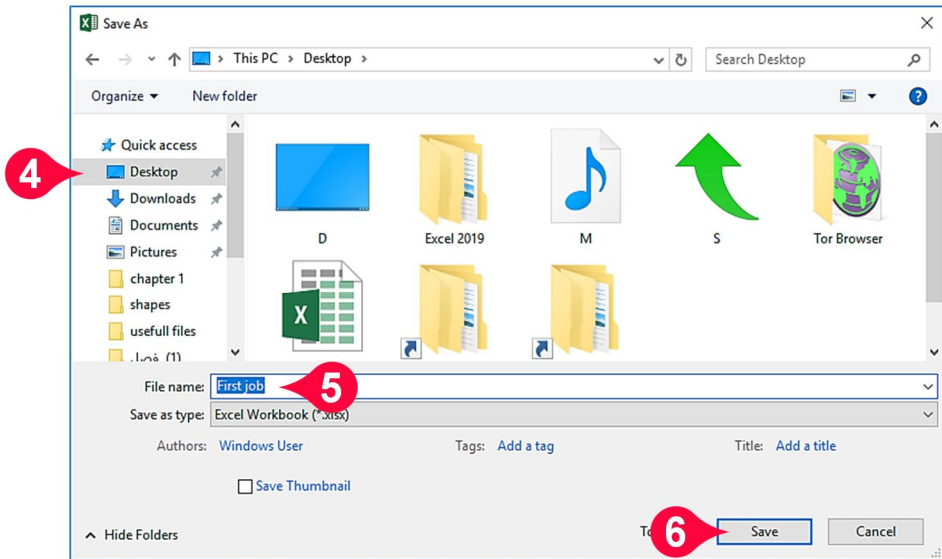 Save As
This PC > Desktop >
Search Desktop
Organize
New folder
?
Quick access
4
Desktop
Downloads
Documents
Pictures
chapter 1
shapes
usefull files
فصل (1)
D
Excel 2019
M
S
Tor Browser
X
File name: First job
5
Save as type: Excel Workbook (*.xlsx)
Authors: Windows User
Tags: Add a tag
Title: Add a title
Save Thumbnail
Hide Folders
6
Save
Cancel